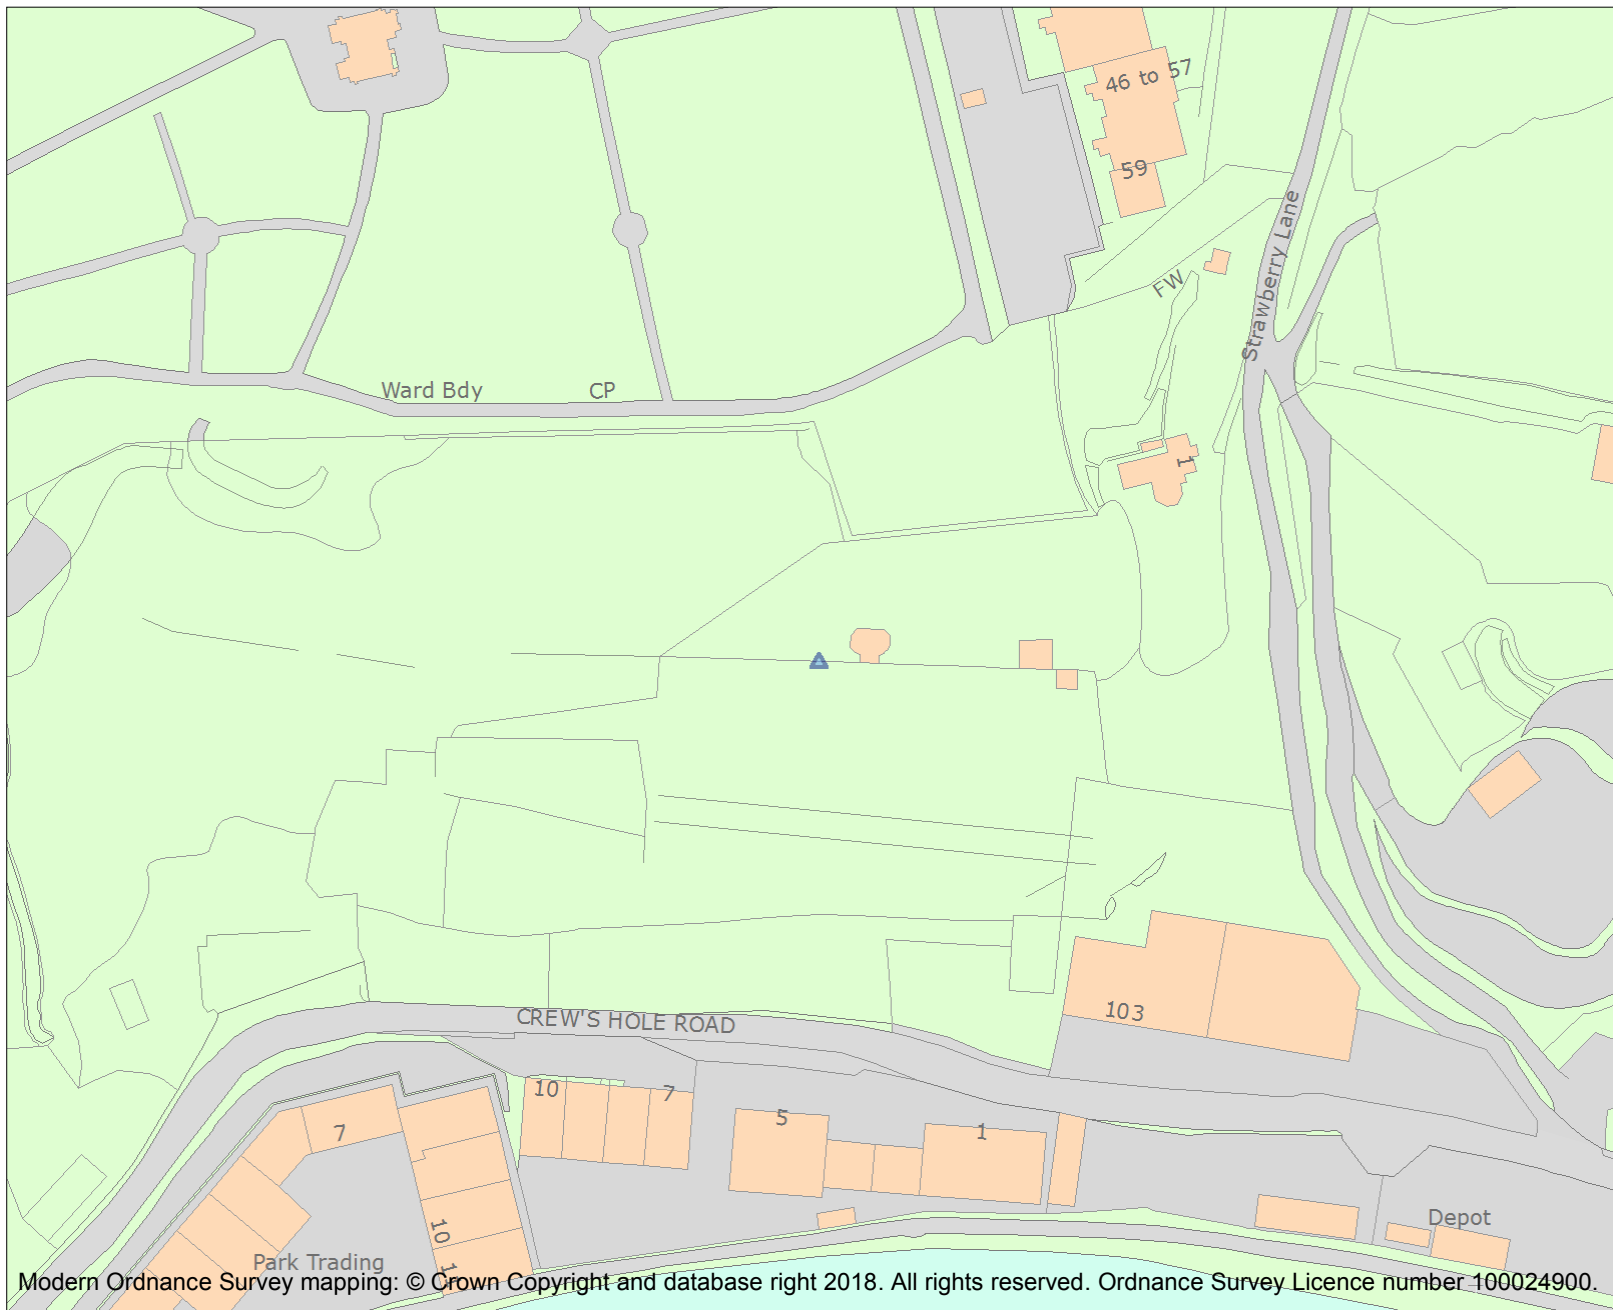 46 to 57
59
Strawberry Lane
FW
Ward Bdy
CP
1
103
CREW'S HOLE ROAD
10
7
5
1
7
10
11
Depot
Park Trading
Modern Ordnance Survey mapping: © Crown Copyright and database right 2018. All rights reserved. Ordnance Survey Licence number 100024900.